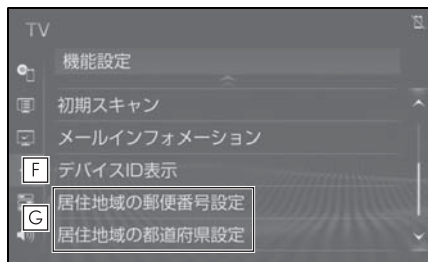 TV
機能設定
初期スキャン
メールインフォメーション
F デバイスID表示
G 居住地域の郵便番号設定
居住地域の都道府県設定